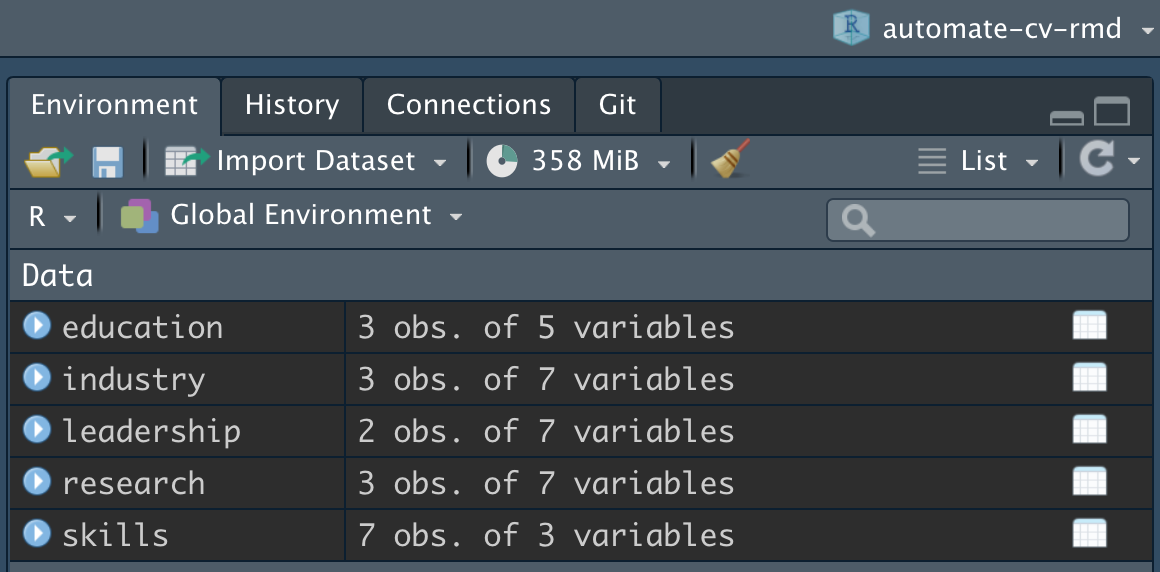 automate-cv-rmd
Environment History Connections Git
Import Dataset 358 MiB List
R Global Environment
Data
education 3 obs. of 5 variables
industry 3 obs. of 7 variables
leadership 2 obs. of 7 variables
research 3 obs. of 7 variables
skills 7 obs. of 3 variables